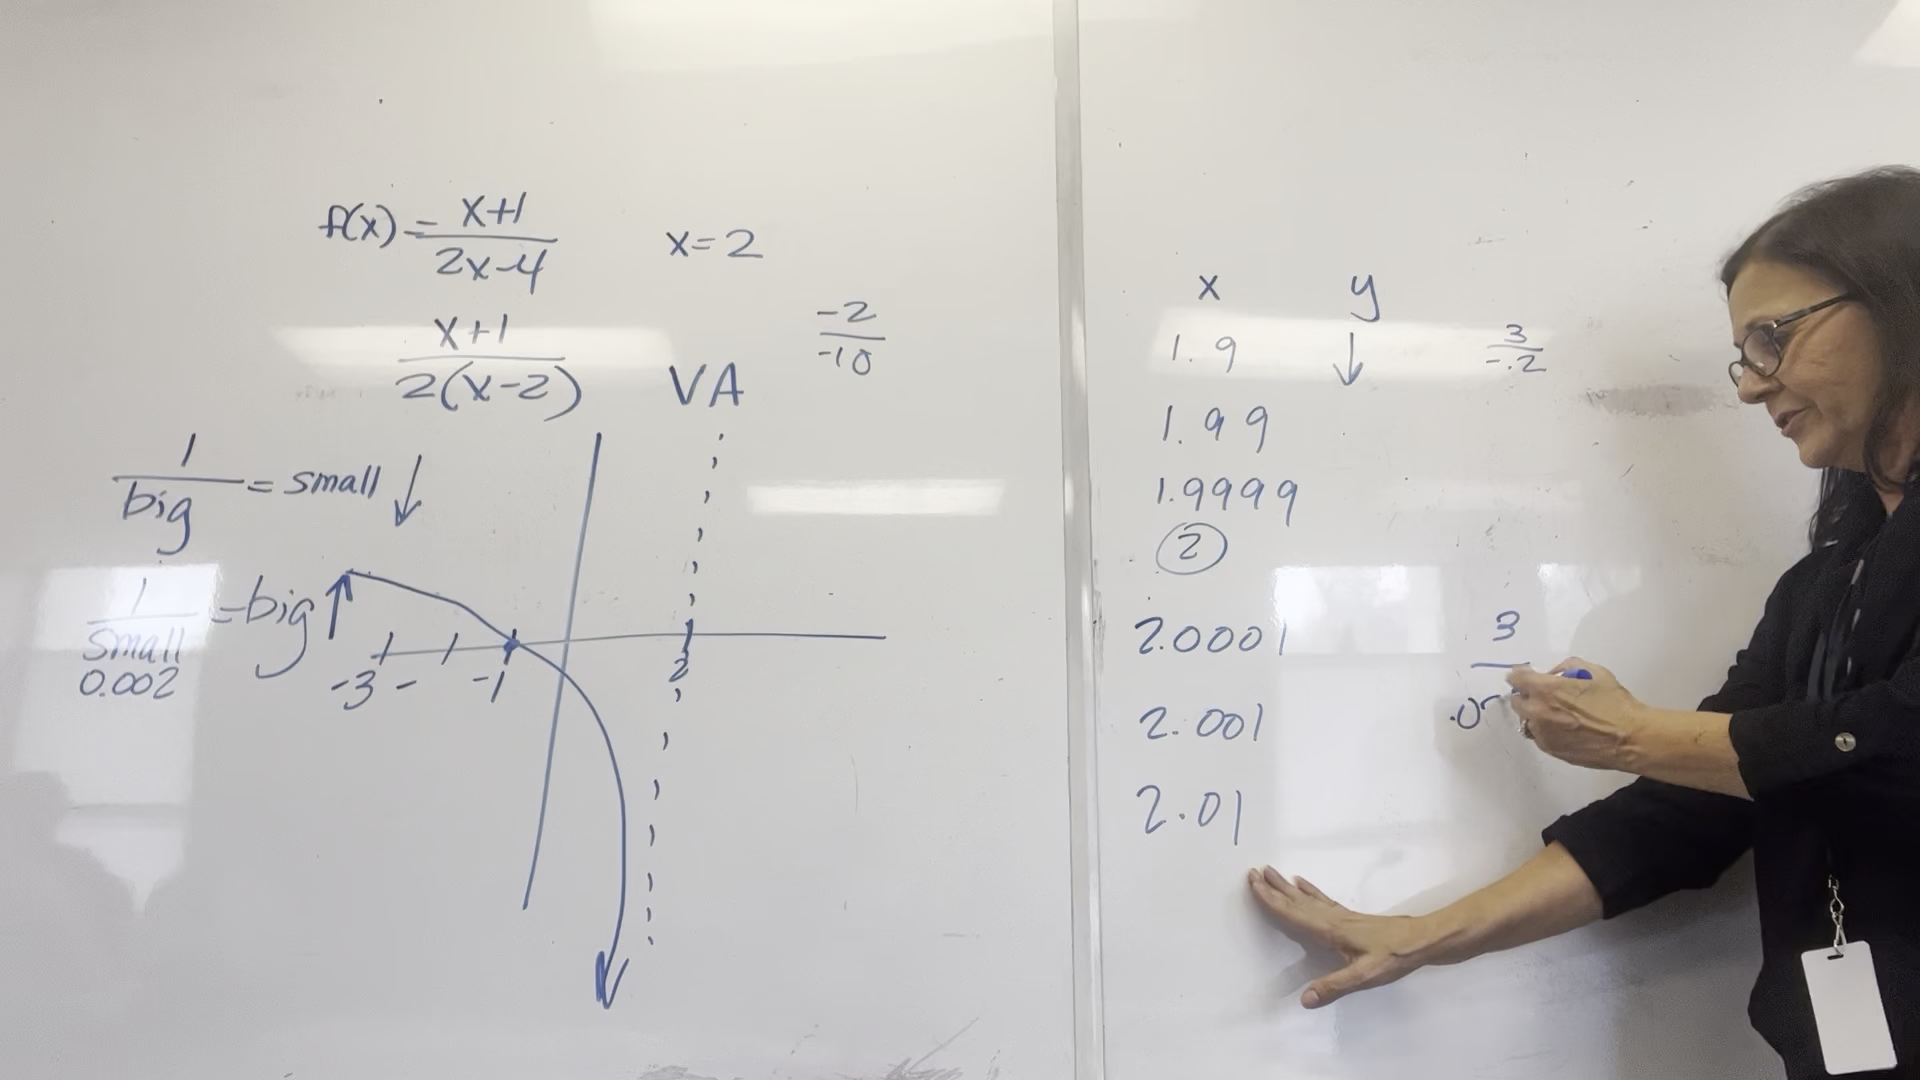 f(x) = x+1
2x-4
x=2
x+1
2(x-2)
-2
-10
VA
1
big
= small ↓
1
small
= big ↑
0.002
-3 - -1 2
x y
1.9 ↓
3
-.2
1.99
1.9999
2
2.0001
3
2.001
.0
2.01